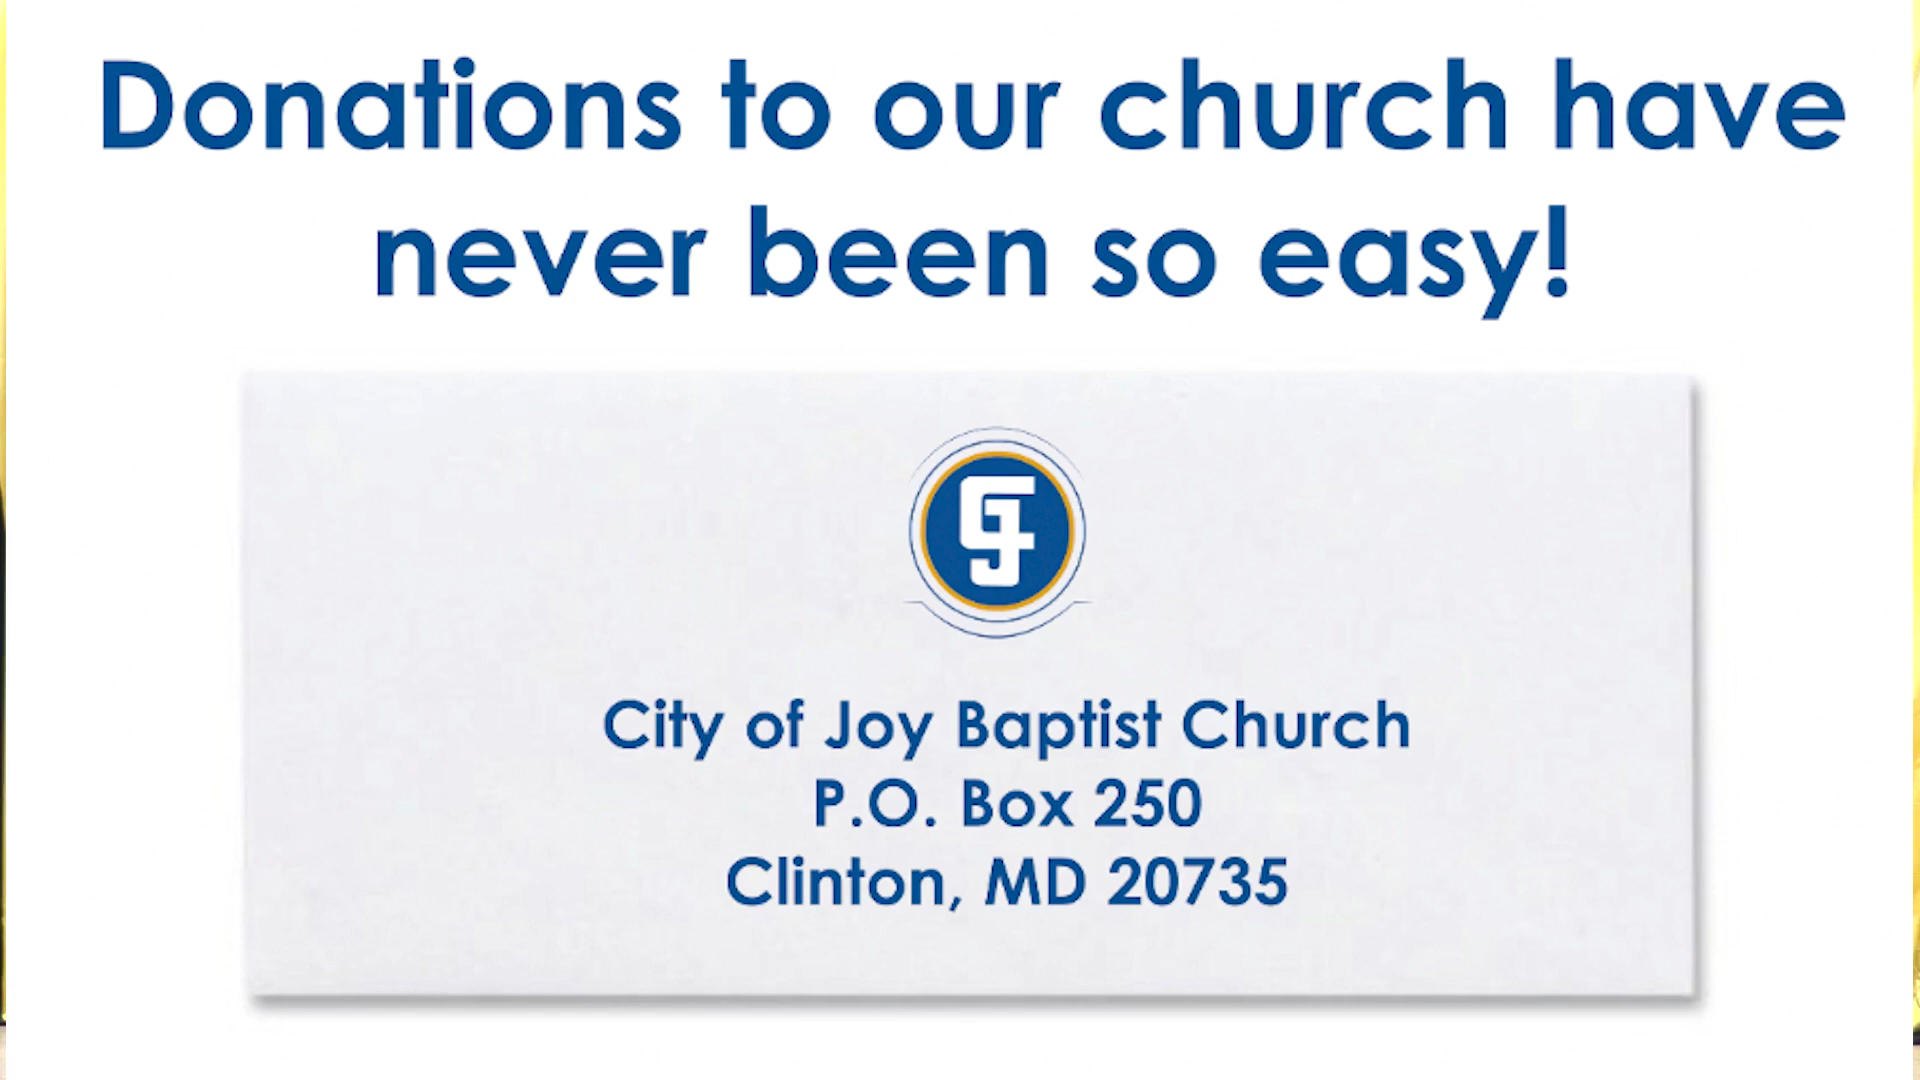 Donations to our church have
never been so easy!
City of Joy Baptist Church
P.O. Box 250
Clinton, MD 20735